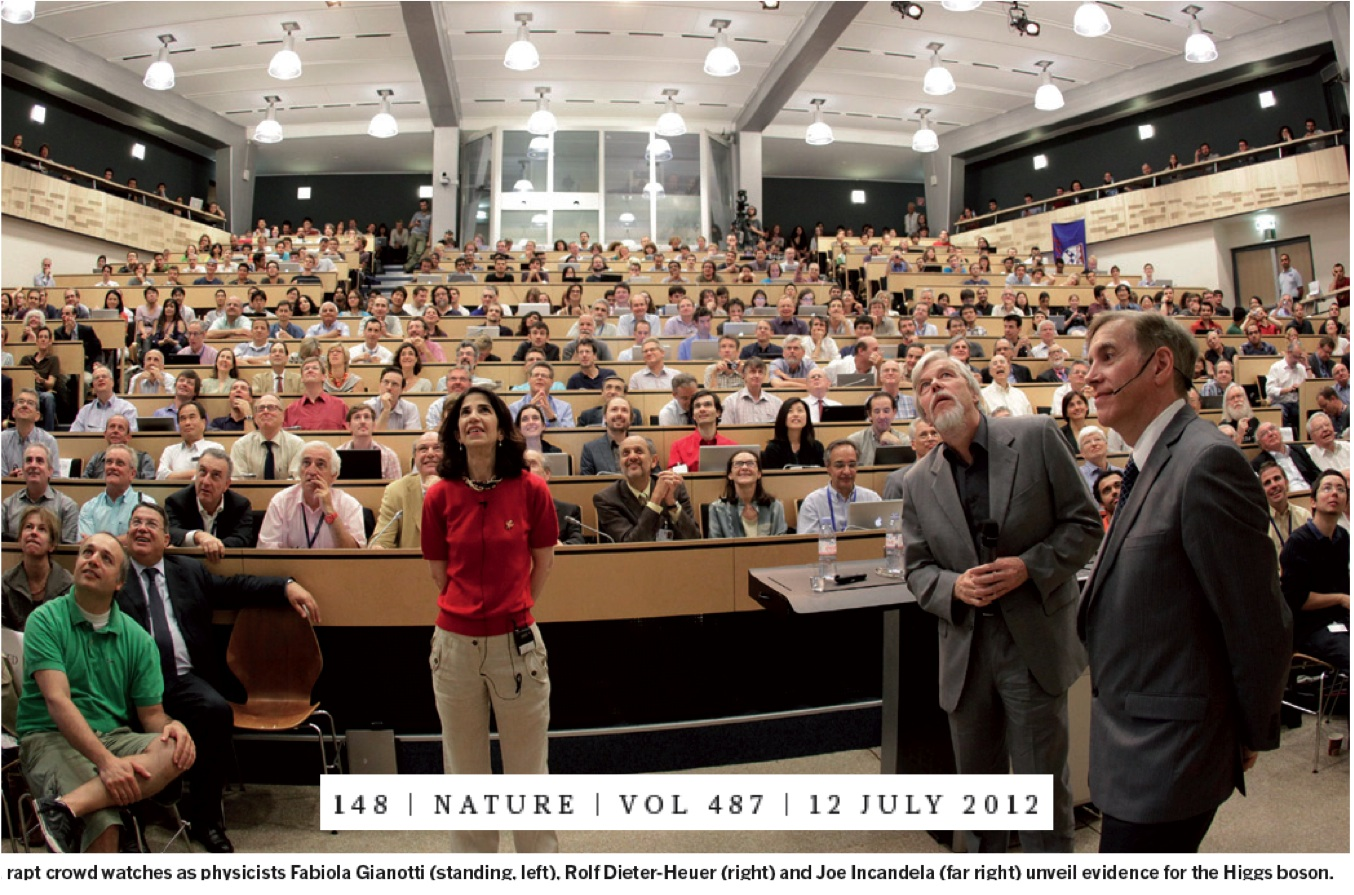 148 | NATURE | VOL 487 | 12 JULY 2012
rapt crowd watches as physicists Fabiola Gianotti (standing, left), Rolf Dieter-Heuer (right) and Joe Incandela (far right) unveil evidence for the Higgs boson.